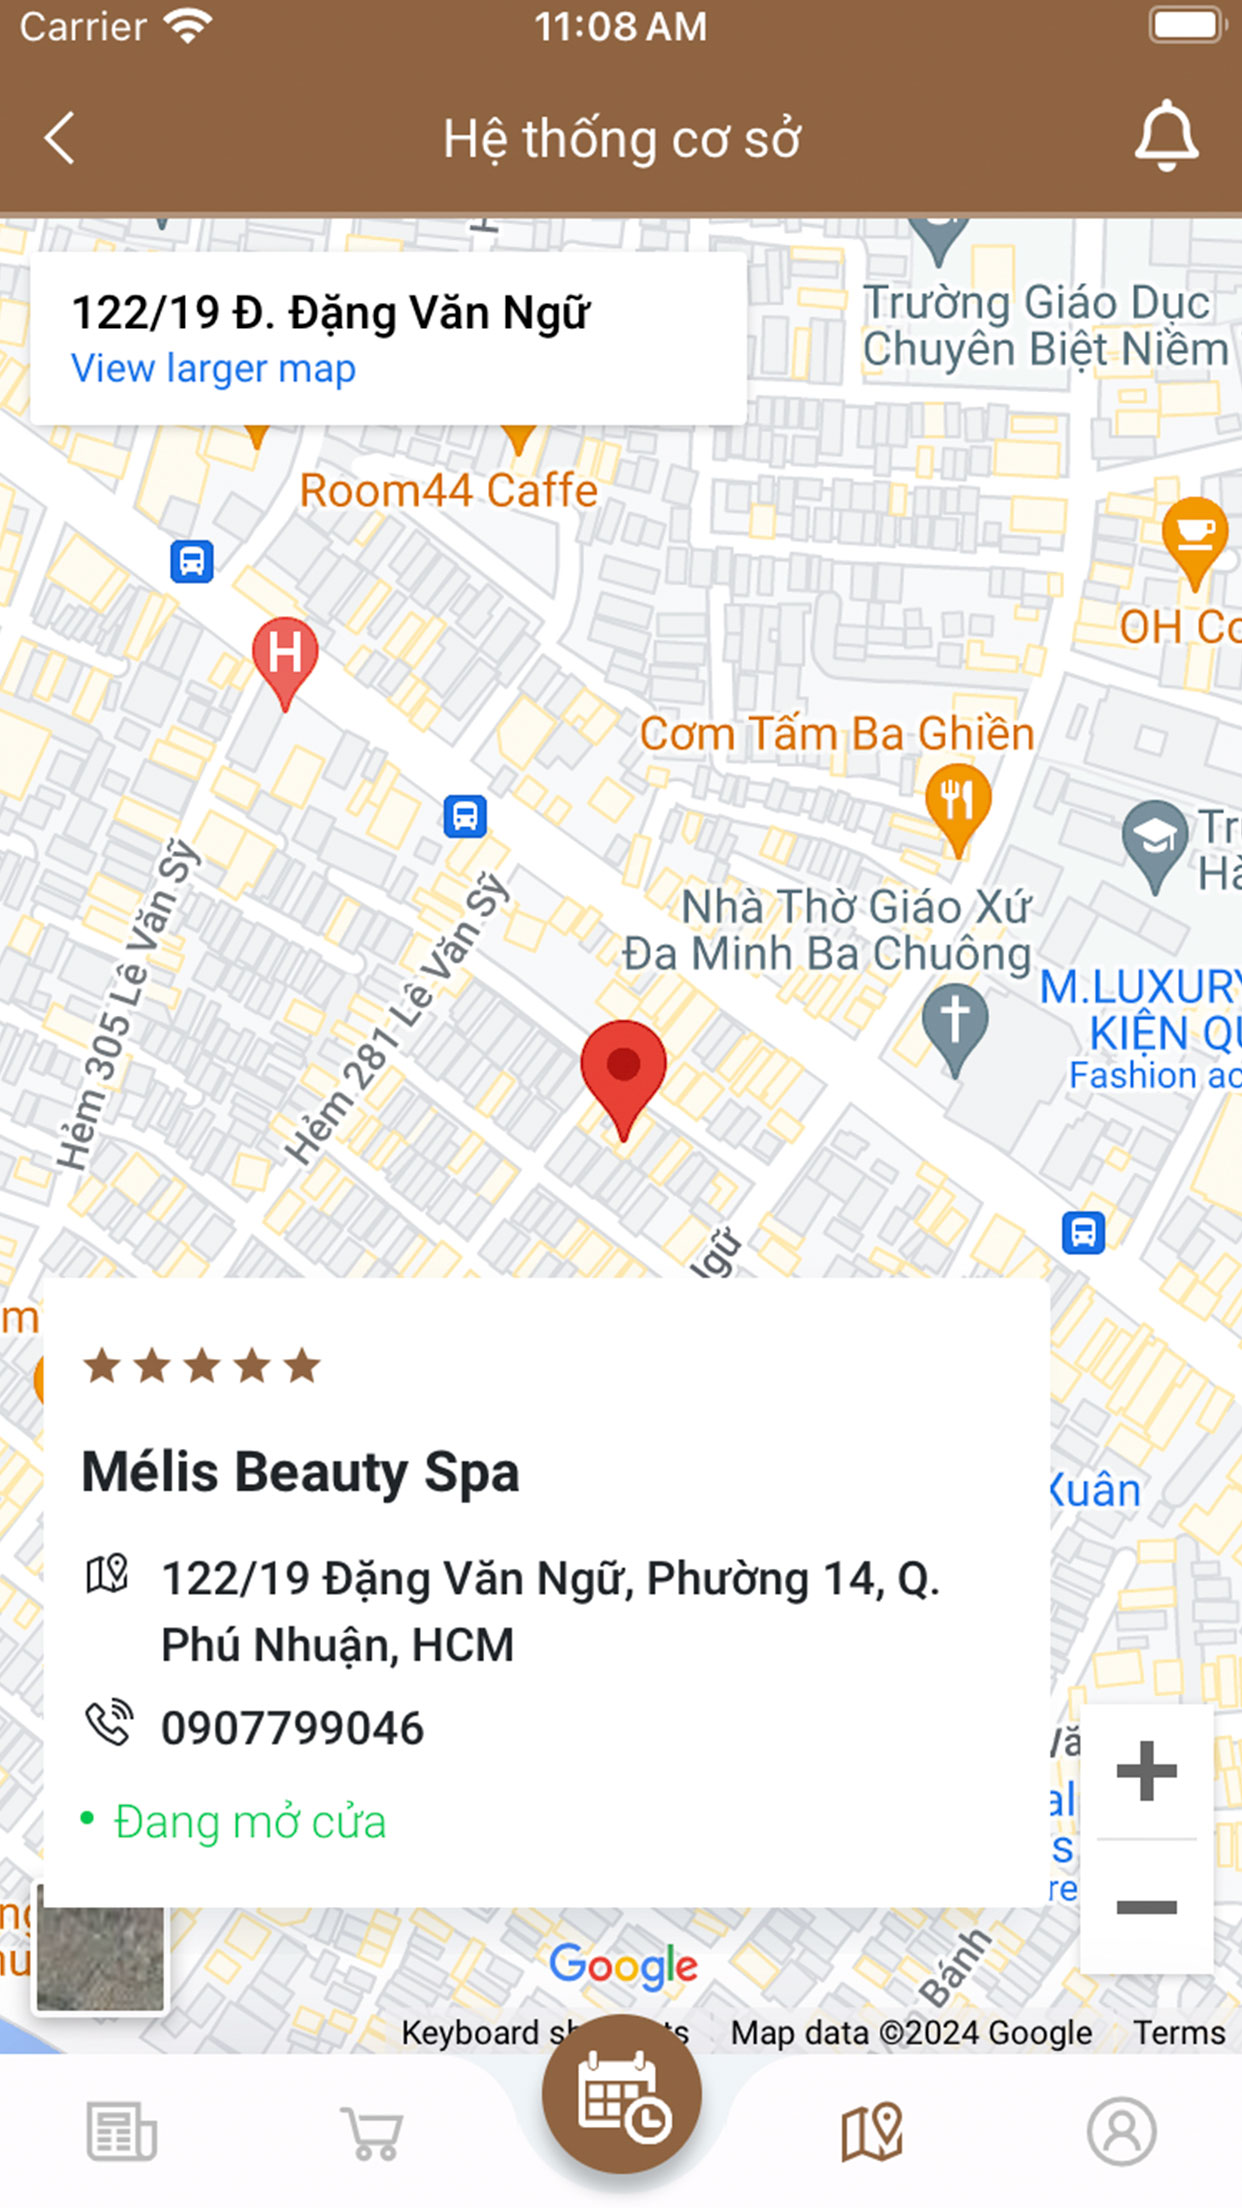 Carrier
11:08 AM
Hệ thống cơ sở
122/19 Đ. Đặng Văn Ngữ
View larger map
Trường Giáo Dục
Chuyên Biệt Niềm
Room44 Caffe
H
OH
Cơm Tấm Ba Ghiền
Nhà Thờ Giáo Xứ
Đa Minh Ba Chuông
M.LUXURY
KIỆN
Fashion
Hẻm 305 Lê Văn Sỹ
Hẻm 281 Lê Văn Sỹ
Mélis Beauty Spa
Xuân
122/19 Đặng Văn Ngữ, Phường 14, Q.
Phú Nhuận, HCM
0907799046
Đang mở cửa
+
−
Bánh
Google
Keyboard
Map data ©2024 Google
Terms